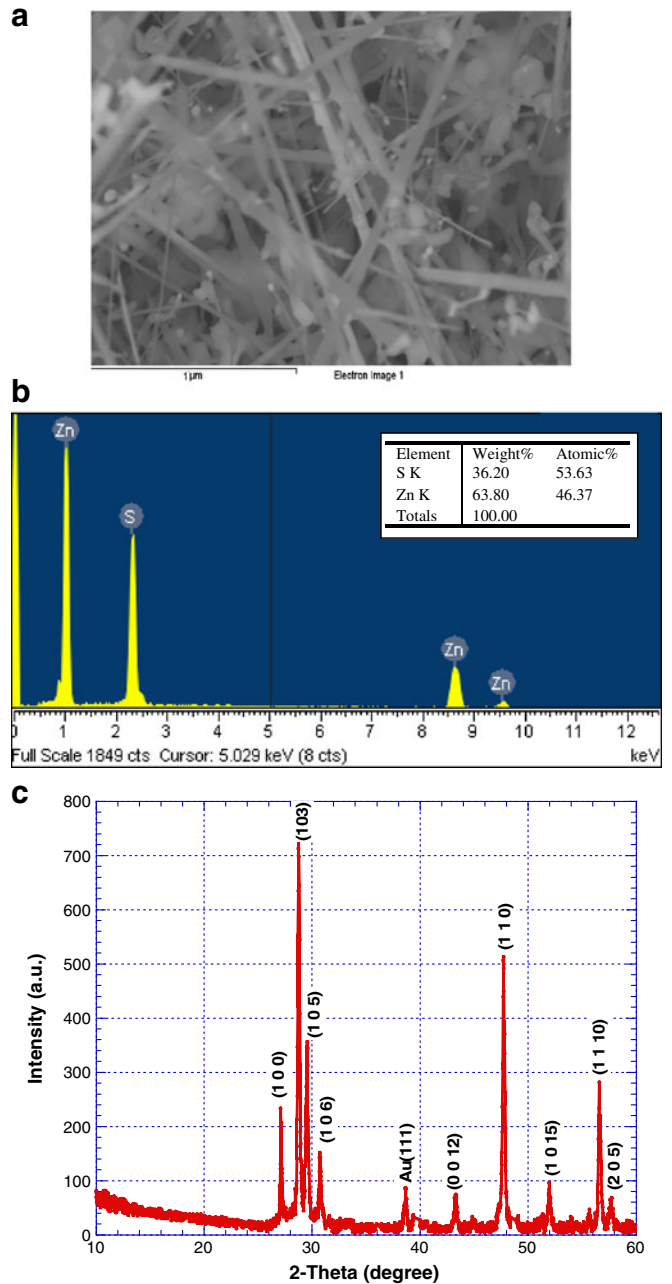 a
1µm Electron Image 1
b
Zn
S
Zn
Zn
Element Weight% Atomic%
S K 36.20 53.63
Zn K 63.80 46.37
Totals 100.00
0 1 2 3 4 5 6 7 8 9 10 11 12
Full Scale 1849 cts Cursor: 5.029 keV (8 cts) keV
c
800
700
600
500
400
300
200
100
0
Intensity (a.u.)
(1 0 0)
(103)
(1 0 5)
(1 0 6)
Au(111)
(0 0 12)
(1 1 0)
(1 0 15)
(1 1 10)
(2 0 5)
10 20 30 40 50 60
2-Theta (degree)